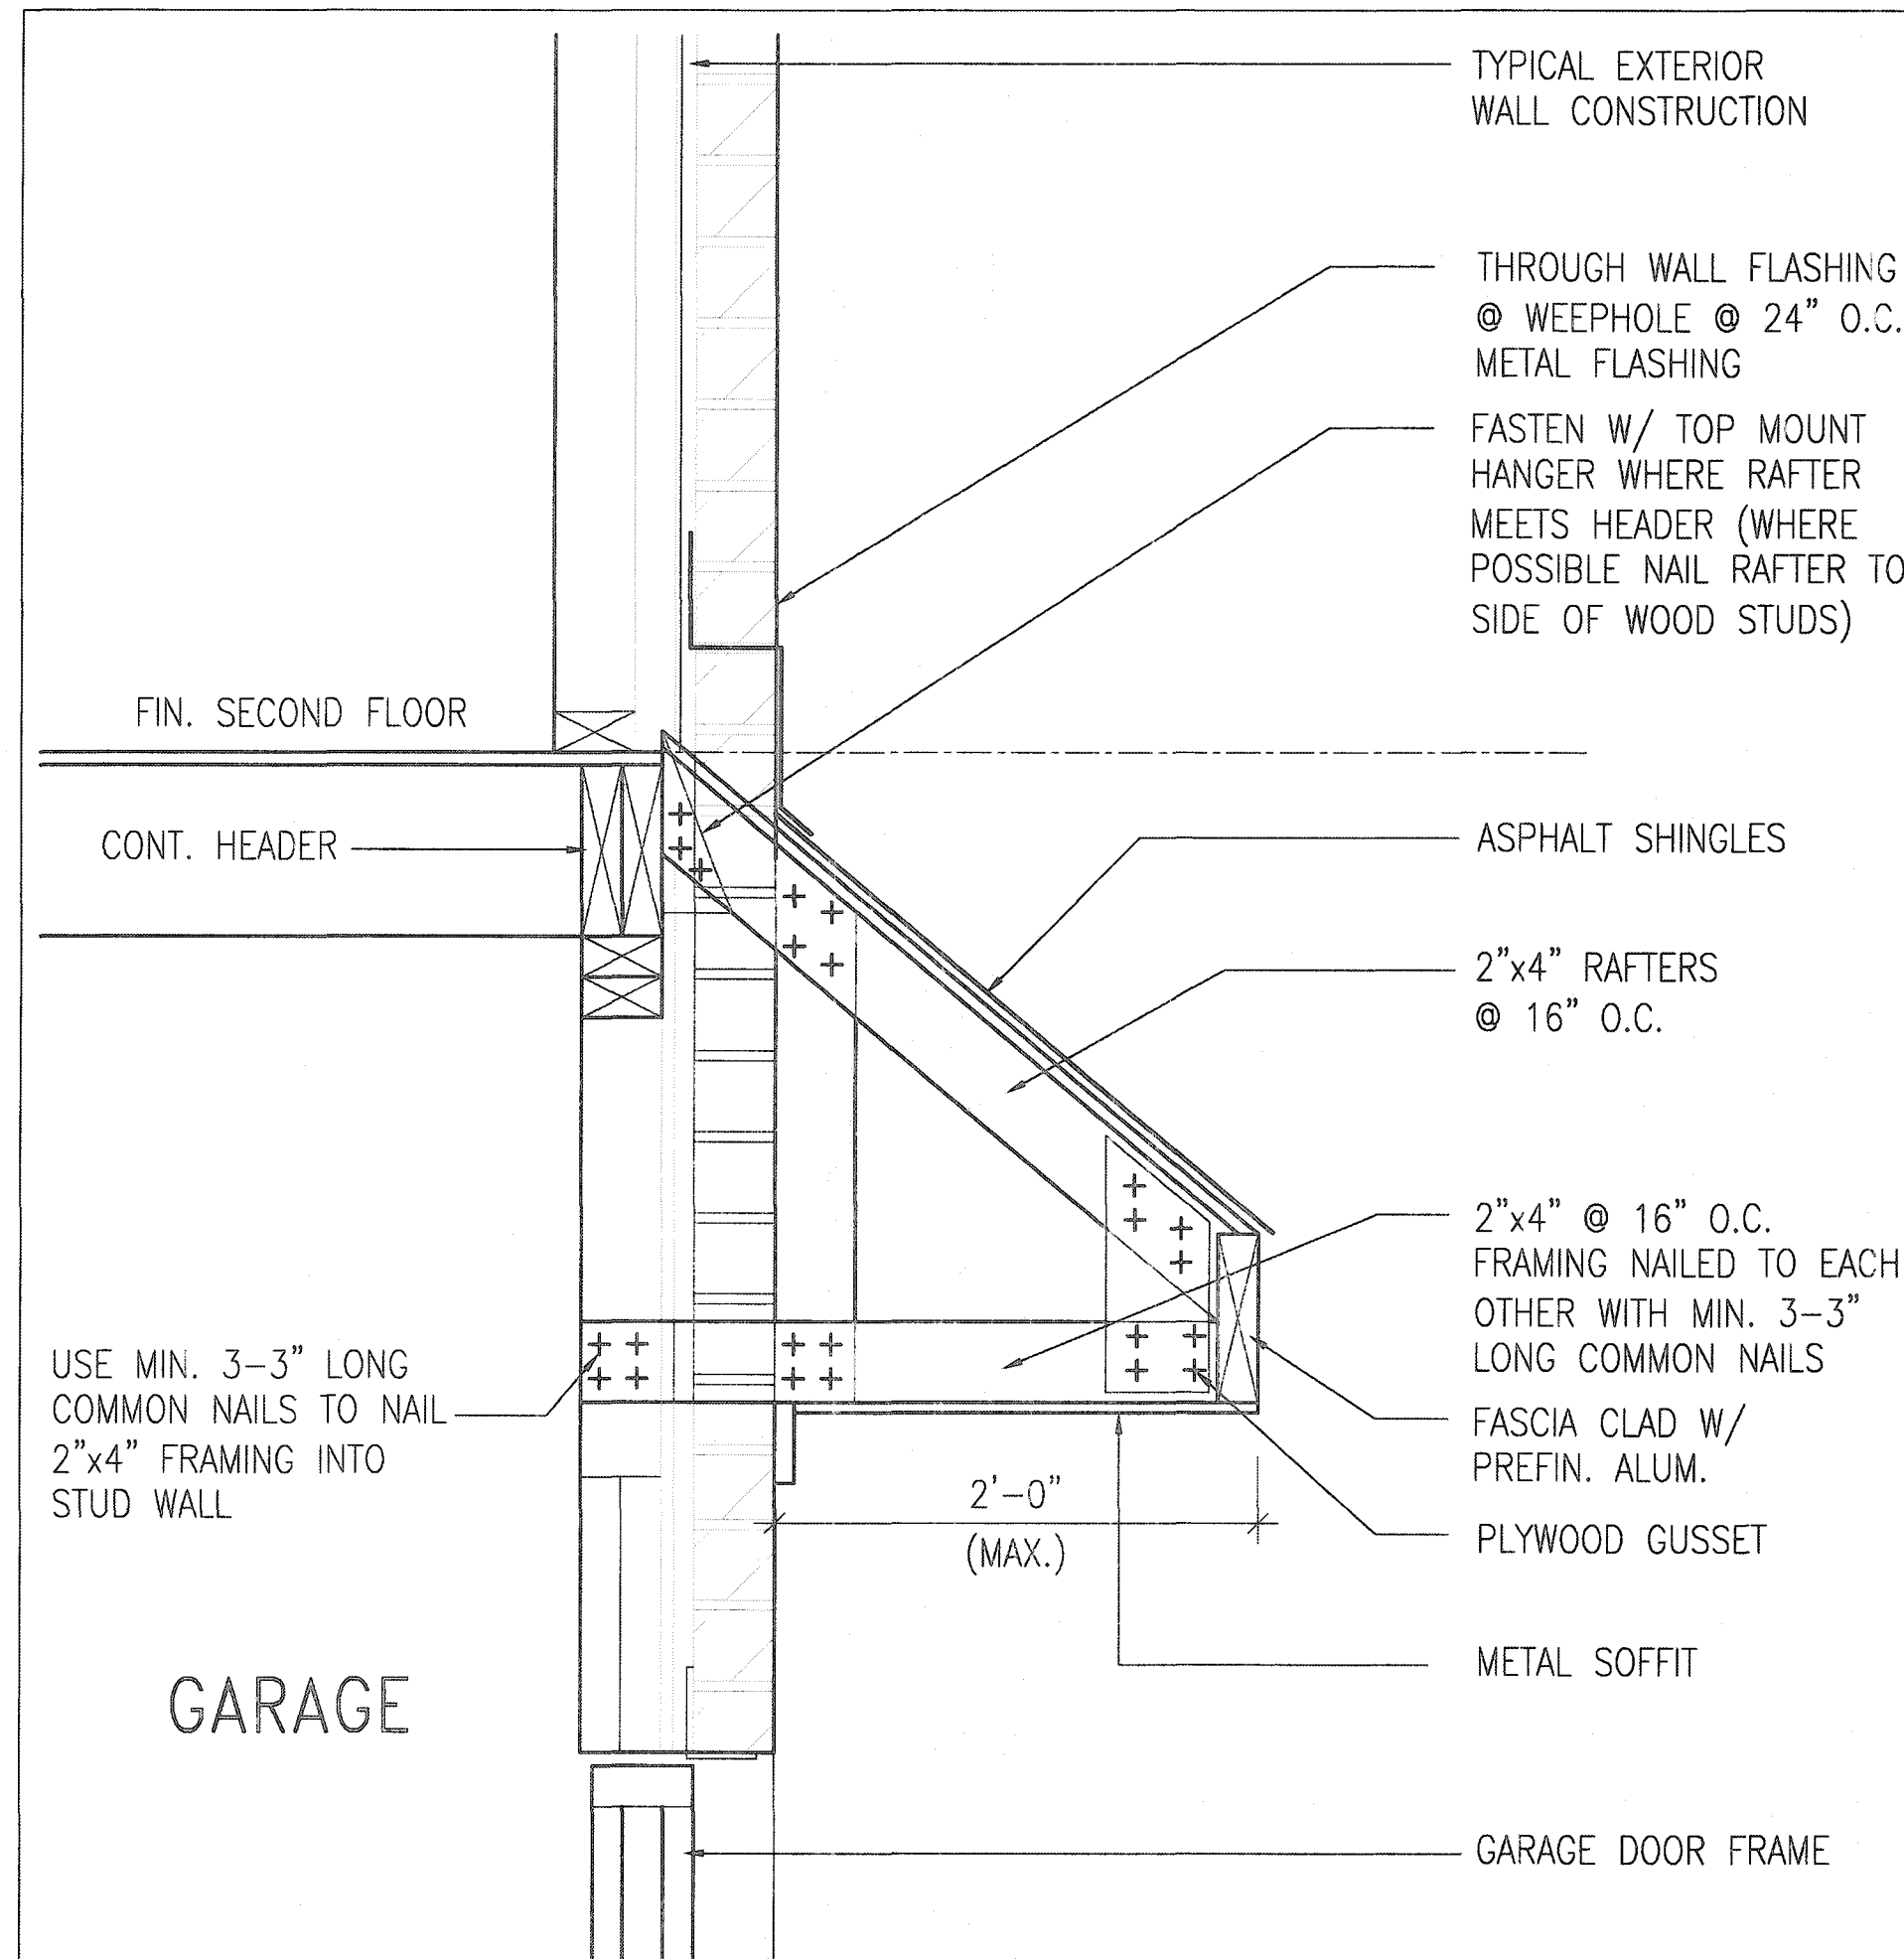 TYPICAL EXTERIOR
WALL CONSTRUCTION
THROUGH WALL FLASHING
@ WEEPHOLE @ 24" O.C.
METAL FLASHING
FASTEN W/ TOP MOUNT
HANGER WHERE RAFTER
MEETS HEADER (WHERE
POSSIBLE NAIL RAFTER TO
SIDE OF WOOD STUDS)
FIN. SECOND FLOOR
CONT. HEADER
ASPHALT SHINGLES
2"x4" RAFTERS
@ 16" O.C.
2"x4" @ 16" O.C.
FRAMING NAILED TO EACH
OTHER WITH MIN. 3-3"
LONG COMMON NAILS
USE MIN. 3-3" LONG
COMMON NAILS TO NAIL
2"x4" FRAMING INTO
STUD WALL
FASCIA CLAD W/
PREFIN. ALUM.
2'-0"
(MAX.)
PLYWOOD GUSSET
METAL SOFFIT
GARAGE
GARAGE DOOR FRAME